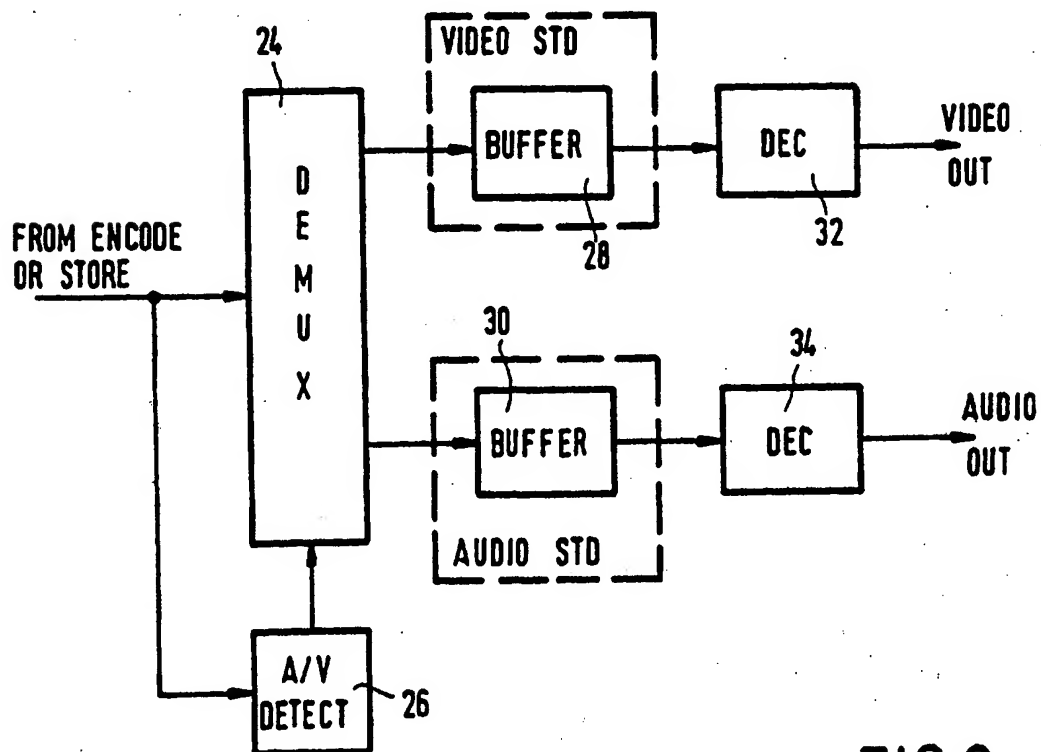 24
VIDEO STD
BUFFER
28
DEC
32
VIDEO
OUT
DEMUX
FROM ENCODE
OR STORE
30
BUFFER
AUDIO STD
34
DEC
AUDIO
OUT
A/V
DETECT
26